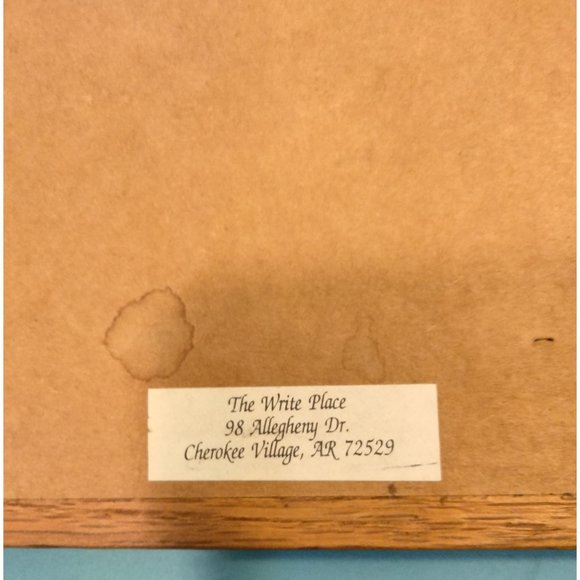 The Write Place
98 Allegheny Dr.
Cherokee Village, AR 72529